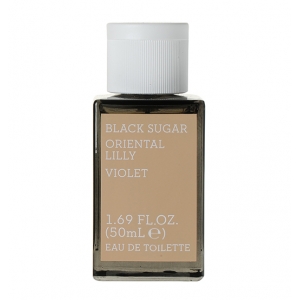 BLACK SUGAR
ORIENTAL
LILLY
VIOLET
1.69 FL.OZ.
(50mL ℮)
EAU DE TOILETTE